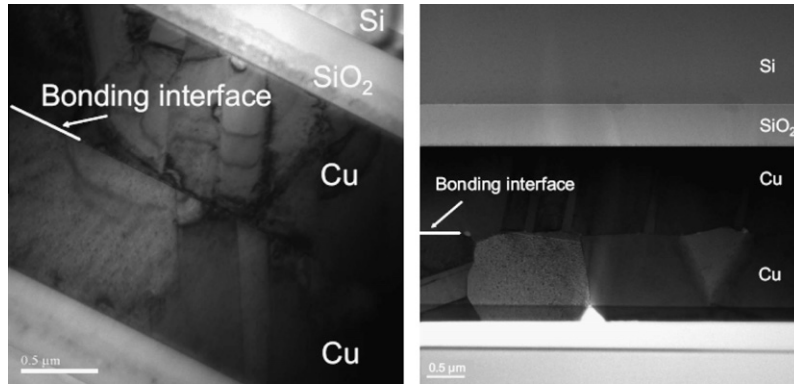 Si
SiO2
Bonding interface
Cu
Cu
0.5 μm
Si
SiO2
Cu
Bonding interface
Cu
0.5 μm